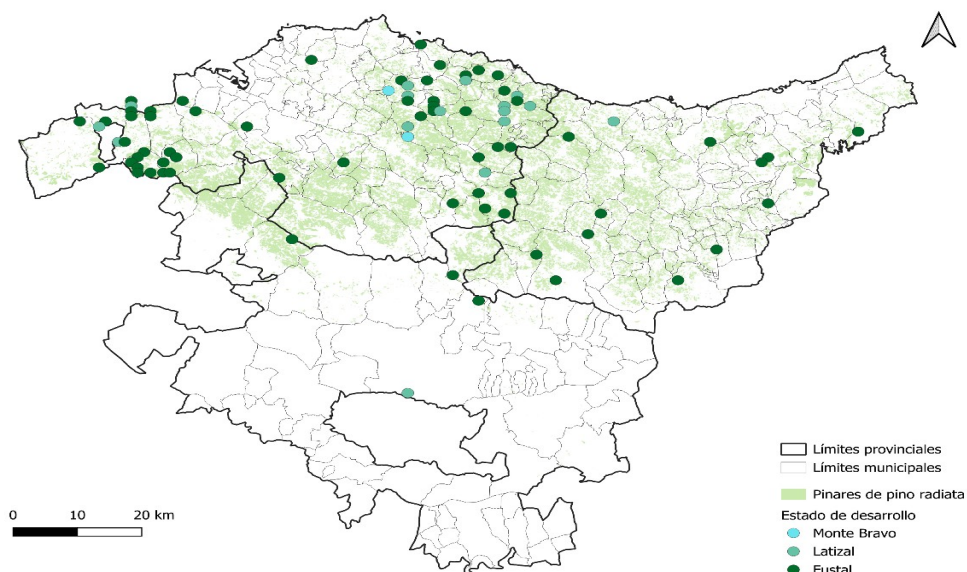 Límites provinciales
Límites municipales
Pinares de pino radiata
Estado de desarrollo
Monte Bravo
Latizal
Fustal
0 10 20 km